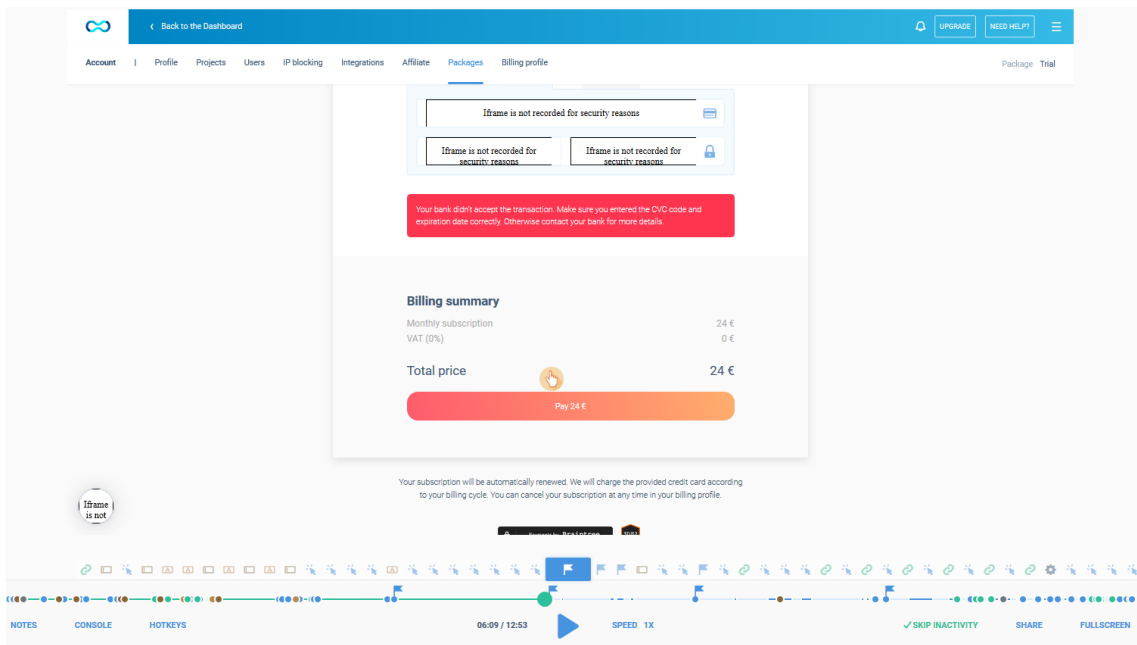 Back to the Dashboard
UPGRADE
NEED HELP?
Account | Profile Projects Users IP blocking Integrations Affiliate Packages Billing profile
Package Trial
Iframe is not recorded for security reasons
Iframe is not recorded for
security reasons
Iframe is not recorded for
security reasons
Your bank didn't accept the transaction. Make sure you entered the CVC code and
expiration date correctly. Otherwise contact your bank for more details.
Billing summary
Monthly subscription 24 €
VAT (0%) 0 €
Total price 24 €
Pay 24 €
Your subscription will be automatically renewed. We will charge the provided credit card according
to your billing cycle. You can cancel your subscription at any time in your billing profile.
Iframe
is not
Braintree
NOTES CONSOLE HOTKEYS 06:09 / 12:53 SPEED 1X SKIP INACTIVITY SHARE FULLSCREEN